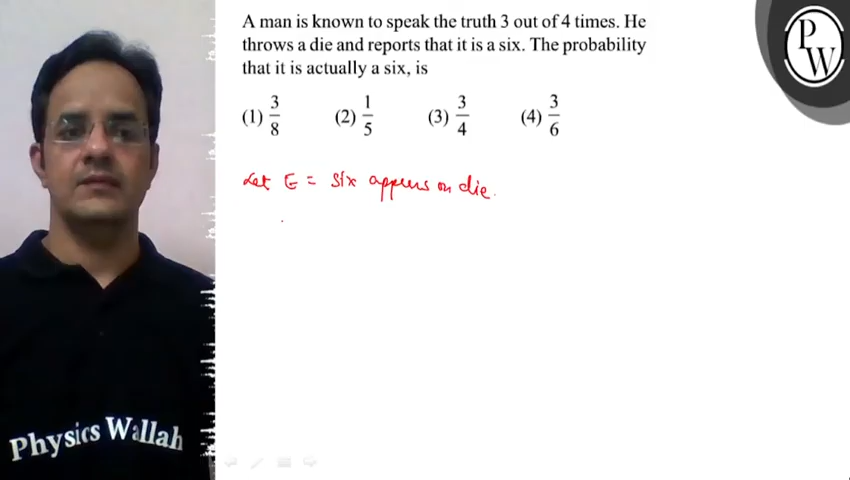 A man is known to speak the truth 3 out of 4 times. He
throws a die and reports that it is a six. The probability
that it is actually a six, is
(1) 3/8 (2) 1/5 (3) 3/4 (4) 3/6
Let E = six appers on die.
P
W
Physics Wallah